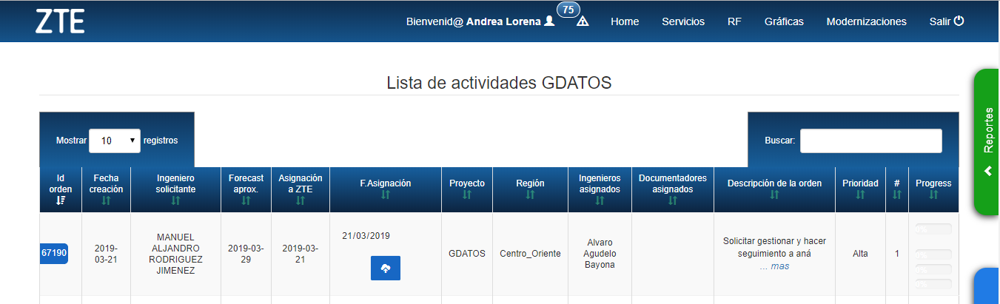 75
ZTE
Bienvenid@ Andrea Lorena Home Servicios RF Gráficas Modernizaciones Salir
Lista de actividades GDATOS
Reportes
Mostrar 10 registros Buscar:
Id orden
Fecha creación
Ingeniero solicitante
Forecast aprox.
Asignación a ZTE
F.Asignación
Proyecto
Región
Ingenieros asignados
Documentadores asignados
Descripción de la orden
Prioridad
#
Progress
67190
2019-
03-21
MANUEL
ALJANDRO
RODRIGUEZ
JIMENEZ
2019-03-
29
2019-03-
21
21/03/2019
GDATOS
Centro_Oriente
Alvaro
Agudelo
Bayona
Solicitar gestionar y hacer
seguimiento a aná
... mas
Alta
1
0%
0%
0%
0%